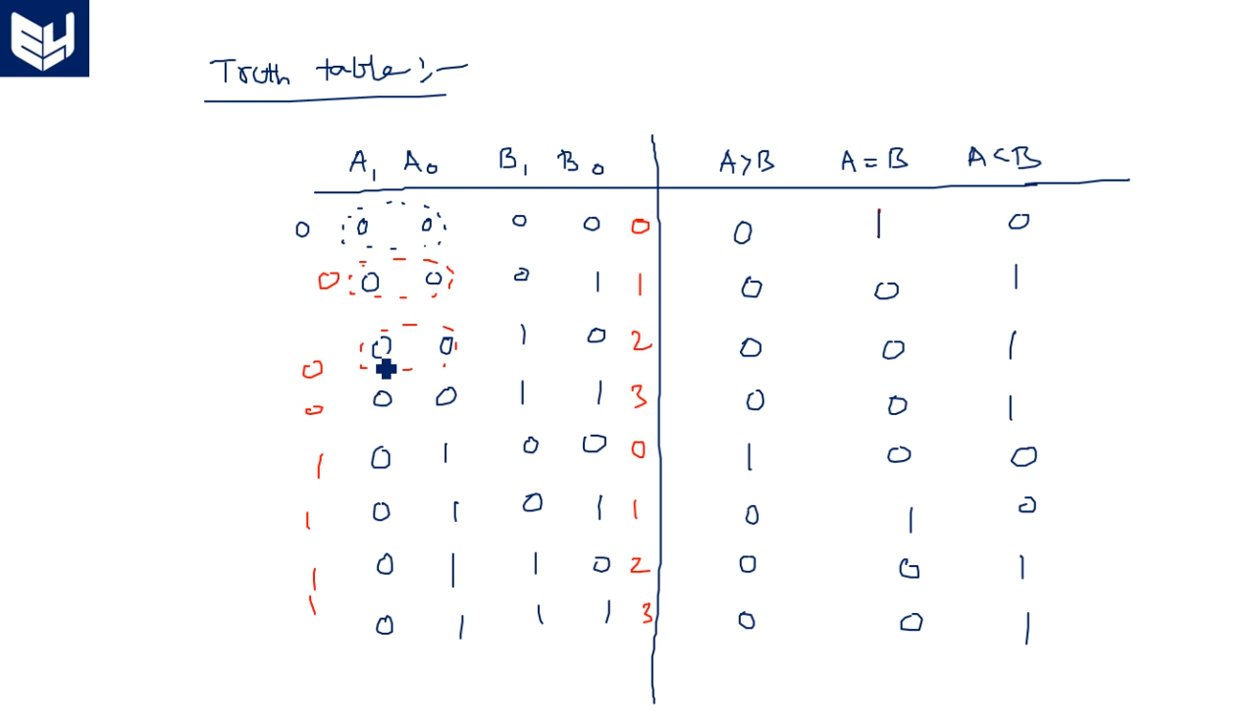 EY
Truth table :-
A1 A0 B1 B0 A>B A=B A<B
0 0 0 0 0 0 0 1 0
0 0 0 0 1 1 0 0 1
0 0 0 1 0 2 0 0 1
0 0 0 1 1 3 0 0 1
1 0 1 0 0 0 1 0 0
1 0 1 0 1 1 0 1 0
1 0 1 1 0 2 0 0 1
1 0 1 1 1 3 0 0 1